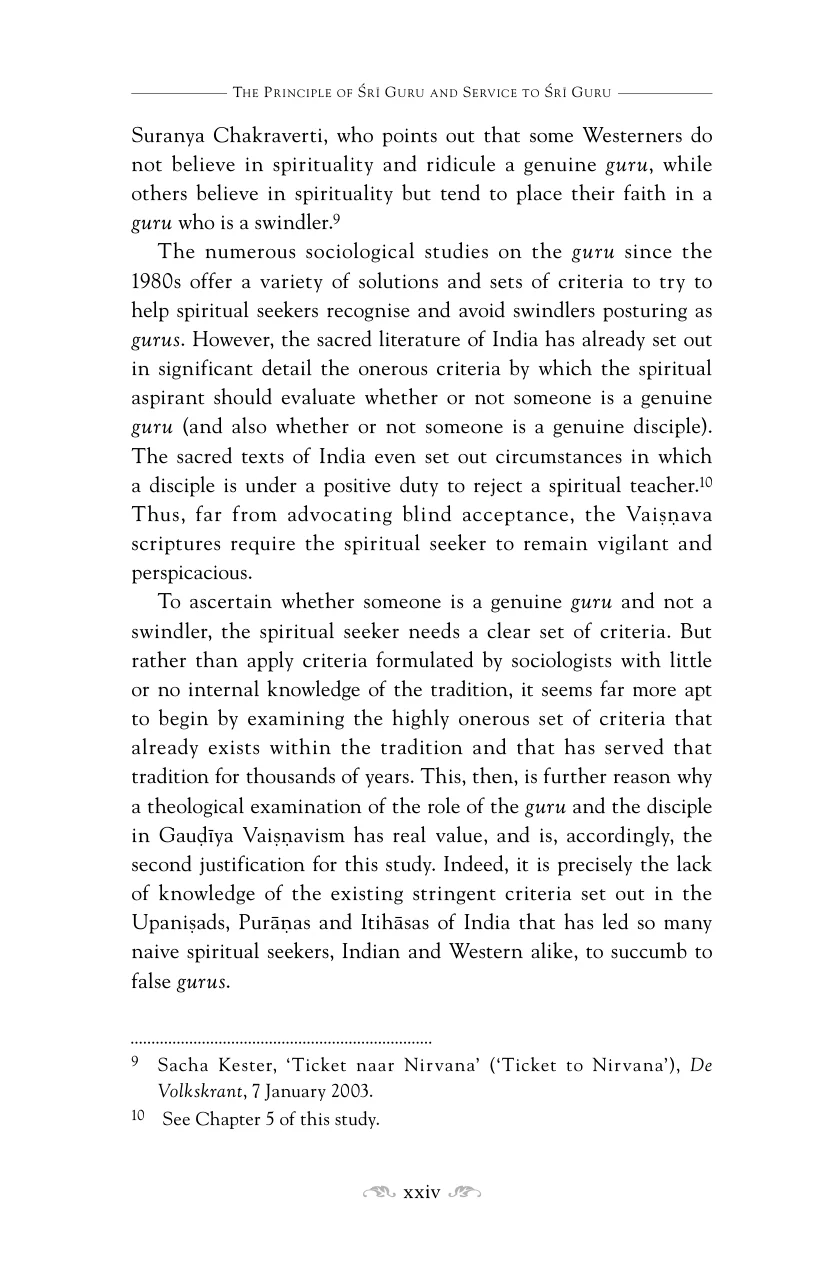 The Principle of Śrī Guru and Service to Śrī Guru
Suranya Chakraverti, who points out that some Westerners do
not believe in spirituality and ridicule a genuine guru, while
others believe in spirituality but tend to place their faith in a
guru who is a swindler.9
The numerous sociological studies on the guru since the
1980s offer a variety of solutions and sets of criteria to try to
help spiritual seekers recognise and avoid swindlers posturing as
gurus. However, the sacred literature of India has already set out
in significant detail the onerous criteria by which the spiritual
aspirant should evaluate whether or not someone is a genuine
guru (and also whether or not someone is a genuine disciple).
The sacred texts of India even set out circumstances in which
a disciple is under a positive duty to reject a spiritual teacher.10
Thus, far from advocating blind acceptance, the Vaiṣṇava
scriptures require the spiritual seeker to remain vigilant and
perspicacious.
To ascertain whether someone is a genuine guru and not a
swindler, the spiritual seeker needs a clear set of criteria. But
rather than apply criteria formulated by sociologists with little
or no internal knowledge of the tradition, it seems far more apt
to begin by examining the highly onerous set of criteria that
already exists within the tradition and that has served that
tradition for thousands of years. This, then, is further reason why
a theological examination of the role of the guru and the disciple
in Gauḍīya Vaiṣṇavism has real value, and is, accordingly, the
second justification for this study. Indeed, it is precisely the lack
of knowledge of the existing stringent criteria set out in the
Upaniṣads, Purāṇas and Itihāsas of India that has led so many
naive spiritual seekers, Indian and Western alike, to succumb to
false gurus.
9 Sacha Kester, ‘Ticket naar Nirvana’ (‘Ticket to Nirvana’), De
Volkskrant, 7 January 2003.
10 See Chapter 5 of this study.
xxiv